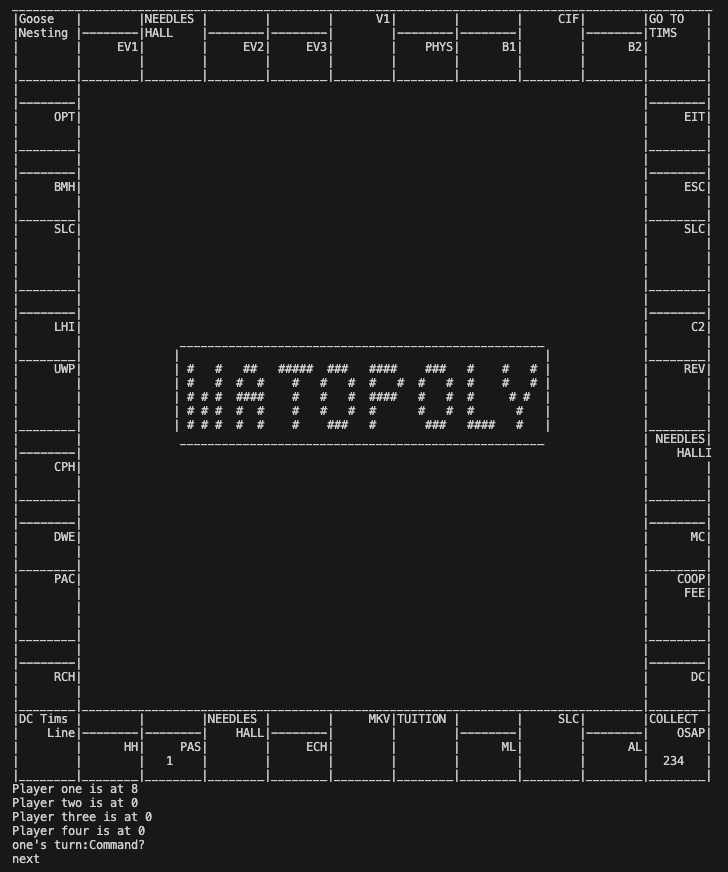 Goose NEEDLES V1 CIF GO TO
Nesting HALL TIMS
EV1 EV2 EV3 PHYS B1 B2
OPT EIT
BMH ESC
SLC SLC
LHI C2
UWP REV
WATOPOLY
NEEDLES
HALLI
CPH
DWE MC
PAC COOP
FEE
RCH DC
DC Tims NEEDLES MKV TUITION SLC COLLECT
Line HALL OSAP
HH PAS ECH ML AL
1 234
Player one is at 8
Player two is at 0
Player three is at 0
Player four is at 0
one's turn:Command?
next